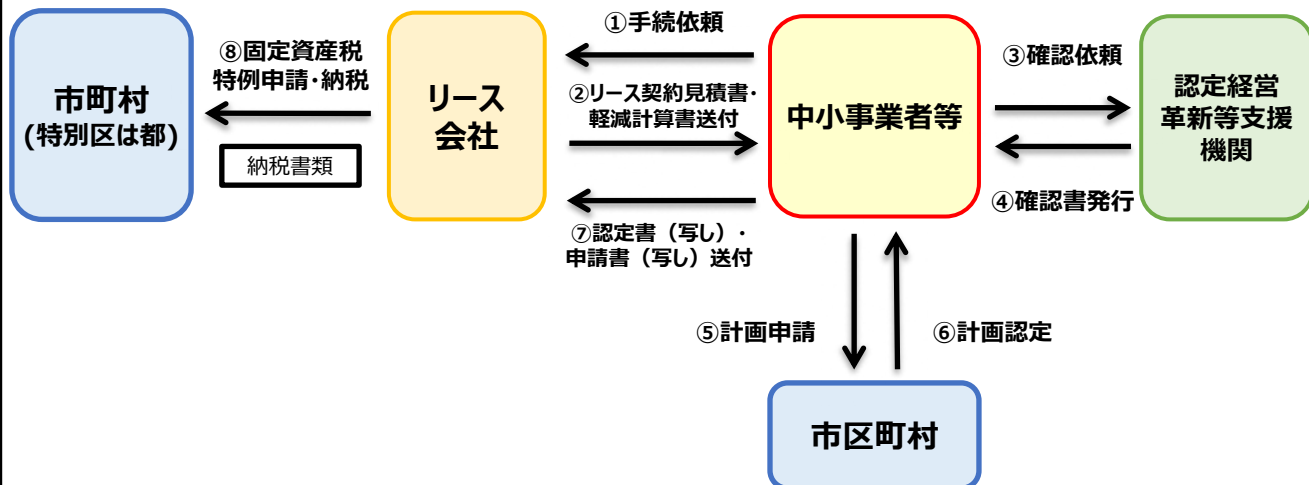 ①手続依頼
⑧固定資産税
特例申請・納税
③確認依頼
市町村
(特別区は都)
リース
会社
②リース契約見積書・
軽減計算書送付
中小事業者等
認定経営
革新等支援
機関
納税書類
④確認書発行
⑦認定書（写し）・
申請書（写し）送付
⑤計画申請
⑥計画認定
市区町村